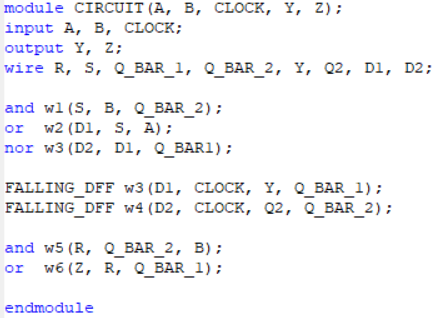 module CIRCUIT(A, B, CLOCK, Y, Z);
input A, B, CLOCK;
output Y, Z;
wire R, S, Q_BAR_1, Q_BAR_2, Y, Q2, D1, D2;
and w1(S, B, Q_BAR_2);
or w2(D1, S, A);
nor w3(D2, D1, Q_BAR1);
FALLING_DFF w3(D1, CLOCK, Y, Q_BAR_1);
FALLING_DFF w4(D2, CLOCK, Q2, Q_BAR_2);
and w5(R, Q_BAR_2, B);
or w6(Z, R, Q_BAR_1);
endmodule